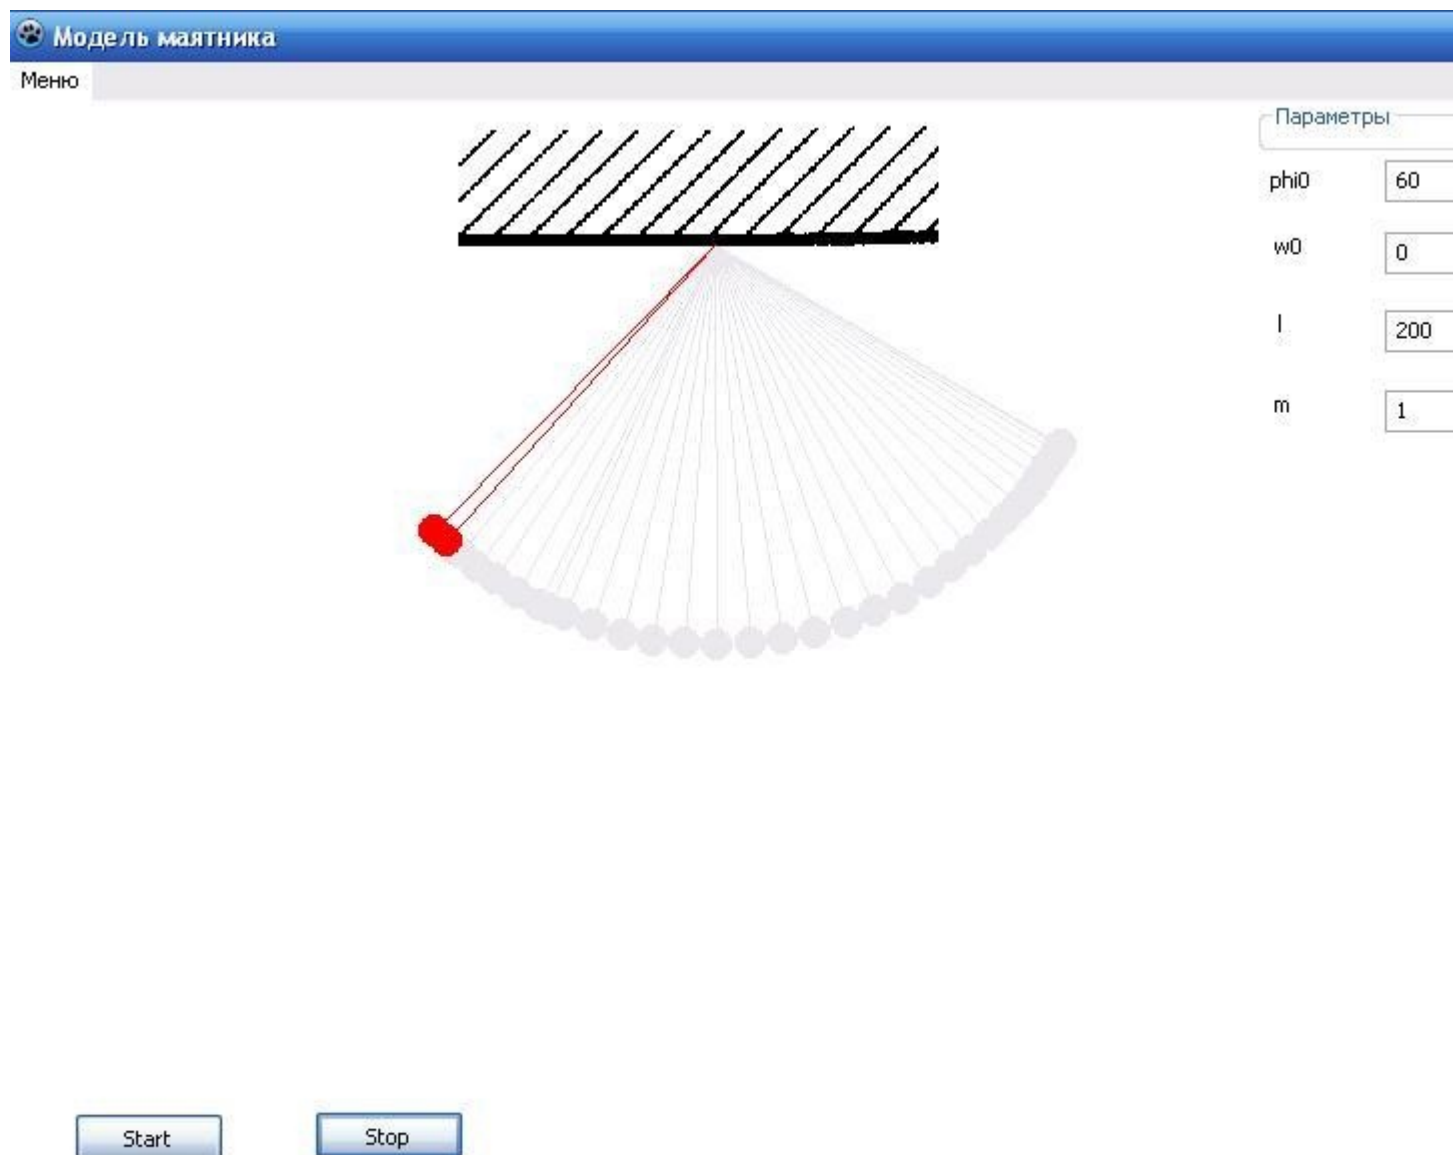 Модель маятника
Меню
Параметры
phi0 60
w0 0
l 200
m 1
Start Stop